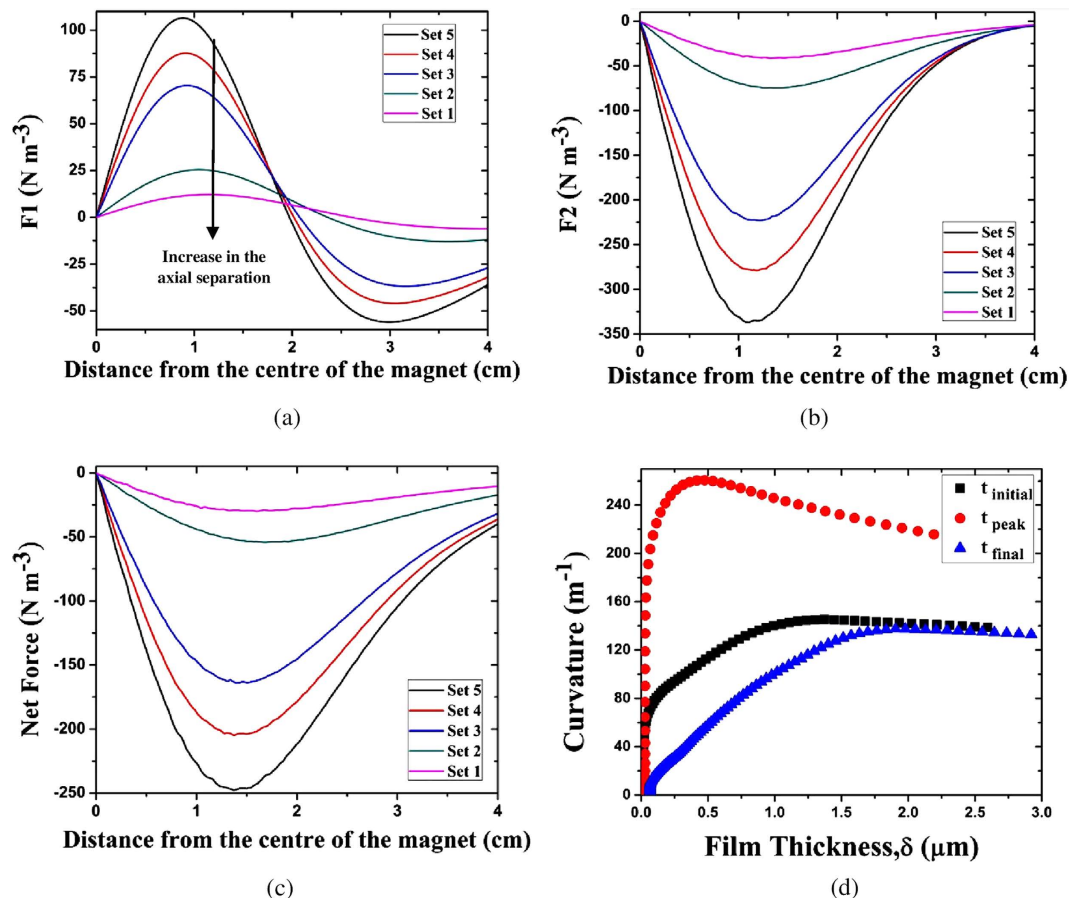 F1 (N m-3)
100
75
50
25
0
-25
-50
Set 5
Set 4
Set 3
Set 2
Set 1
Increase in the
axial separation
0 1 2 3 4
Distance from the centre of the magnet (cm)
(a)
F2 (N m-3)
0
-50
-100
-150
-200
-250
-300
-350
Set 5
Set 4
Set 3
Set 2
Set 1
0 1 2 3 4
Distance from the centre of the magnet (cm)
(b)
Net Force (N m-3)
0
-50
-100
-150
-200
-250
Set 5
Set 4
Set 3
Set 2
Set 1
0 1 2 3 4
Distance from the centre of the magnet (cm)
(c)
Curvature (m-1)
240
200
160
120
80
40
0
t initial
t peak
t final
0.0 0.5 1.0 1.5 2.0 2.5 3.0
Film Thickness,δ (μm)
(d)